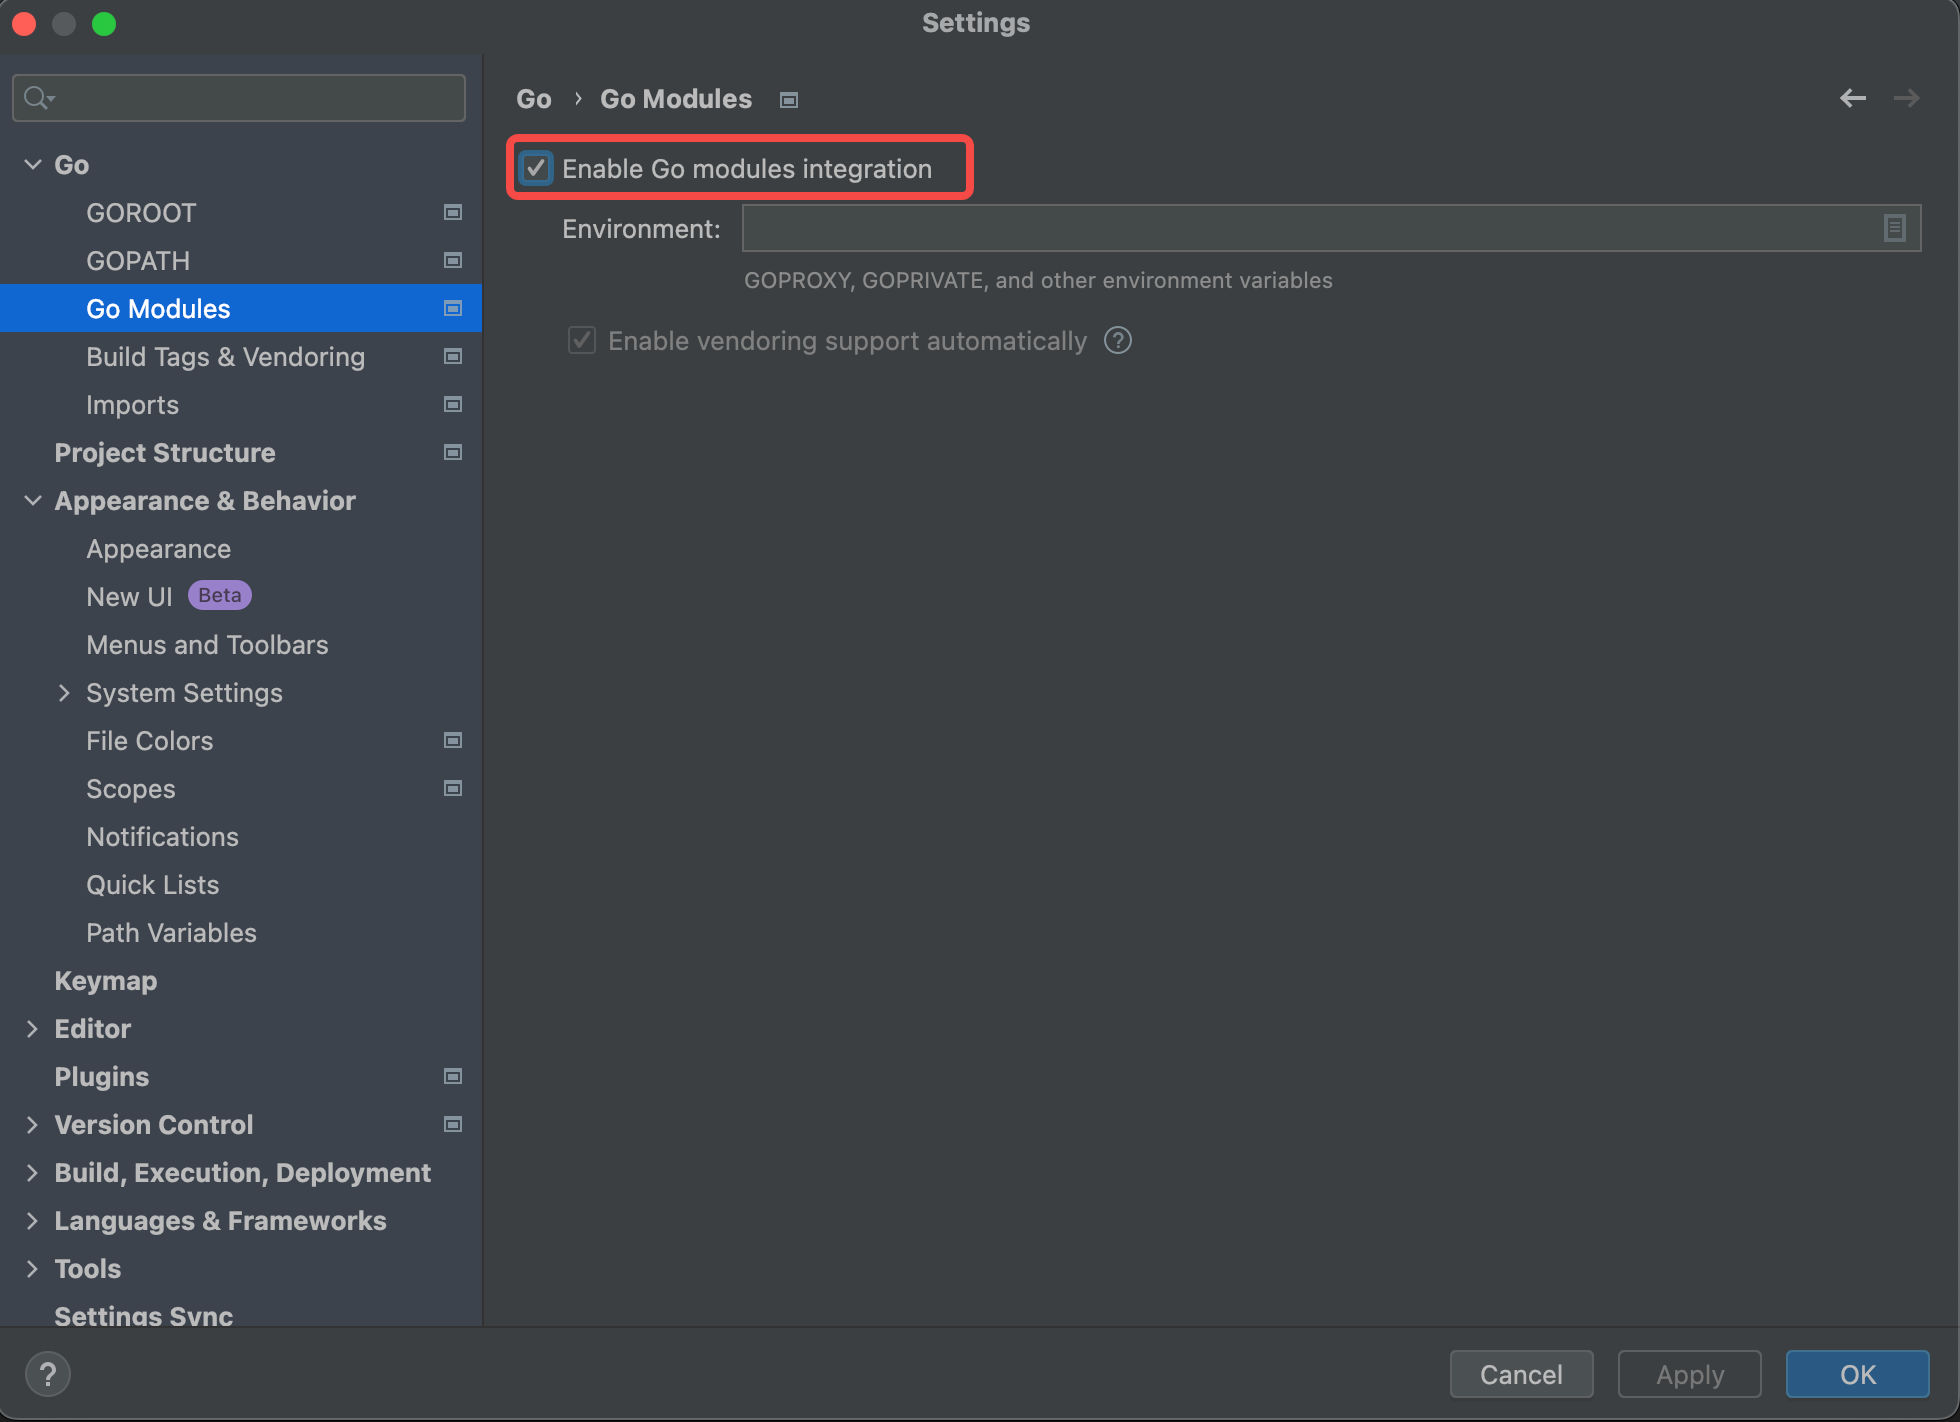 Settings
Go
GOROOT
GOPATH
Go Modules
Build Tags & Vendoring
Imports
Project Structure
Appearance & Behavior
Appearance
New UI Beta
Menus and Toolbars
System Settings
File Colors
Scopes
Notifications
Quick Lists
Path Variables
Keymap
Editor
Plugins
Version Control
Build, Execution, Deployment
Languages & Frameworks
Tools
Settings Sync
Go › Go Modules
Enable Go modules integration
Environment:
GOPROXY, GOPRIVATE, and other environment variables
Enable vendoring support automatically ?
?
Cancel
Apply
OK